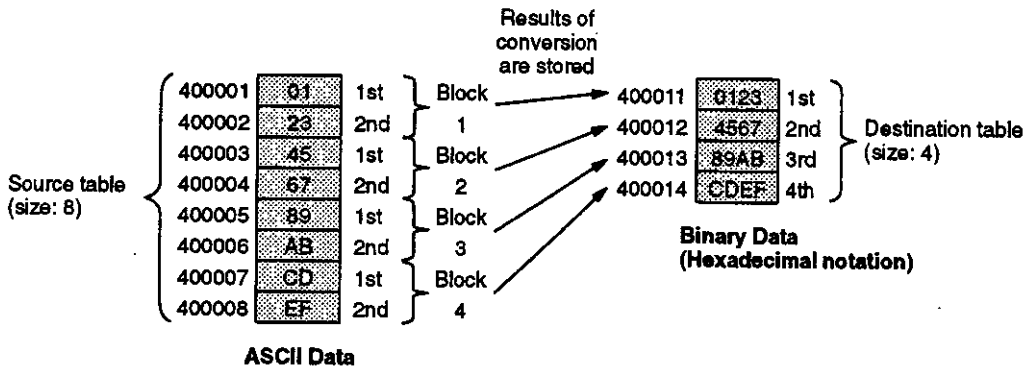 Results of
conversion
are stored
400001 01 1st Block
400002 23 2nd 1
400003 45 1st Block
400004 67 2nd 2
400005 89 1st Block
400006 AB 2nd 3
400007 CD 1st Block
400008 EF 2nd 4
Source table
(size: 8)
ASCII Data
400011 0123 1st
400012 4567 2nd
400013 89AB 3rd
400014 CDEF 4th
Destination table
(size: 4)
Binary Data
(Hexadecimal notation)